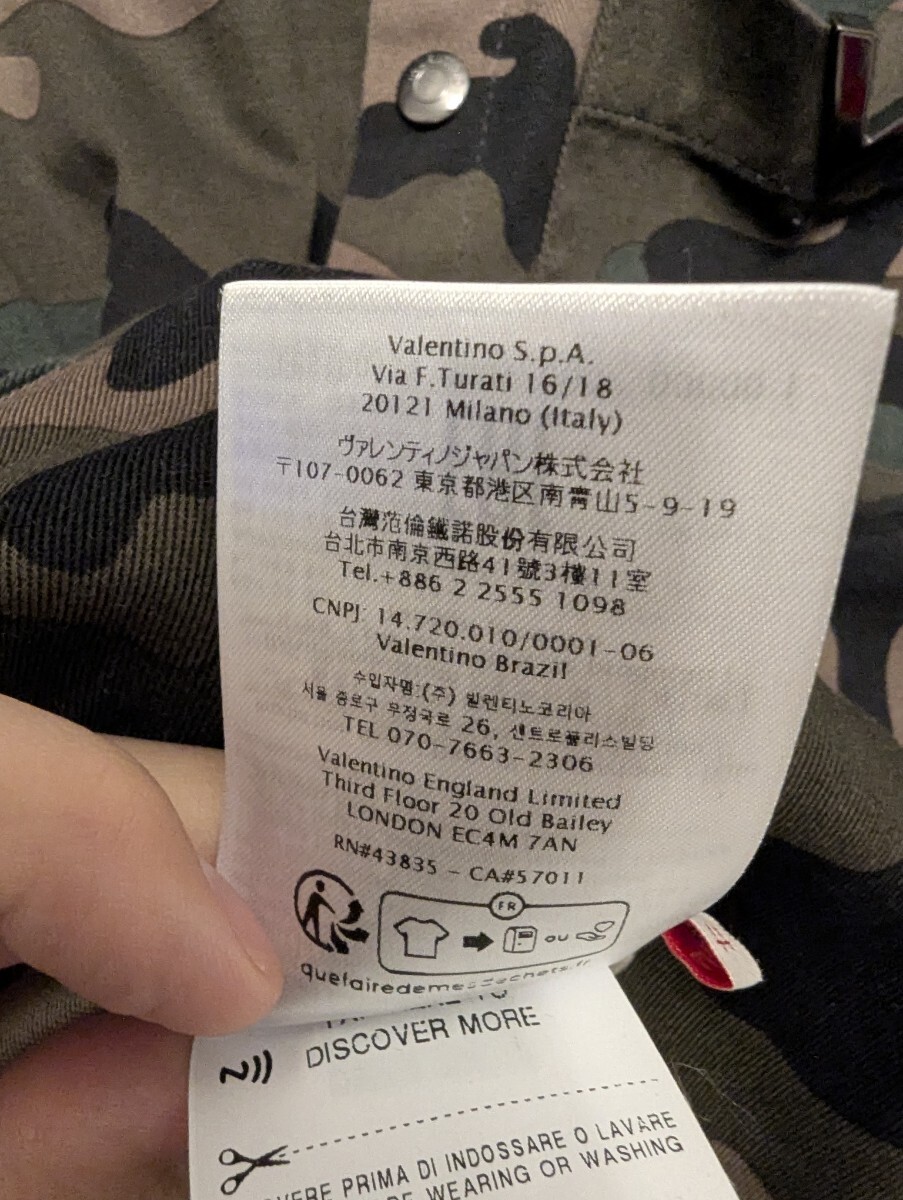 Valentino S.p.A.
Via F.Turati 16/18
20121 Milano (Italy)
ヴァレンティノジャパン株式会社
〒107-0062 東京都港区南青山5-9-19
台灣范倫鐵諾股份有限公司
台北市南京西路41號3樓11室
Tel.+886 2 2555 1098
CNPJ: 14.720.010/0001-06
Valentino Brazil
수입자명:(주) 발렌티노코리아
서울 종로구 우정국로 26, 센트로폴리스빌딩
TEL 070-7663-2306
Valentino England Limited
Third Floor 20 Old Bailey
LONDON EC4M 7AN
RN#43835 - CA#57011
FR
ou
quefairedemesdechets.fr
DISCOVER MORE
PRIMA DI INDOSSARE O LAVARE
WEARING OR WASHING